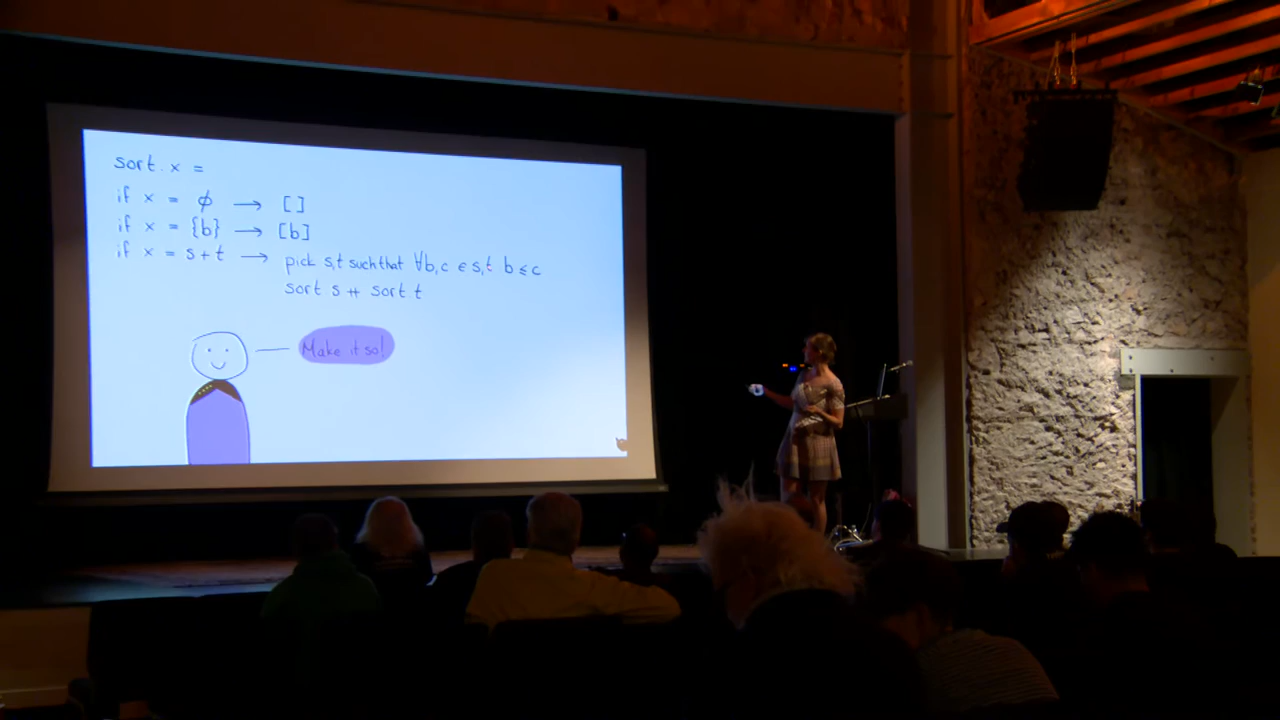 sort.x =
if x = ϕ → []
if x = {b} → [b]
if x = s+t → pick s,t such that ∀b,c ∈ s,t b ≤ c
sort.s ++ sort.t
Make it so!